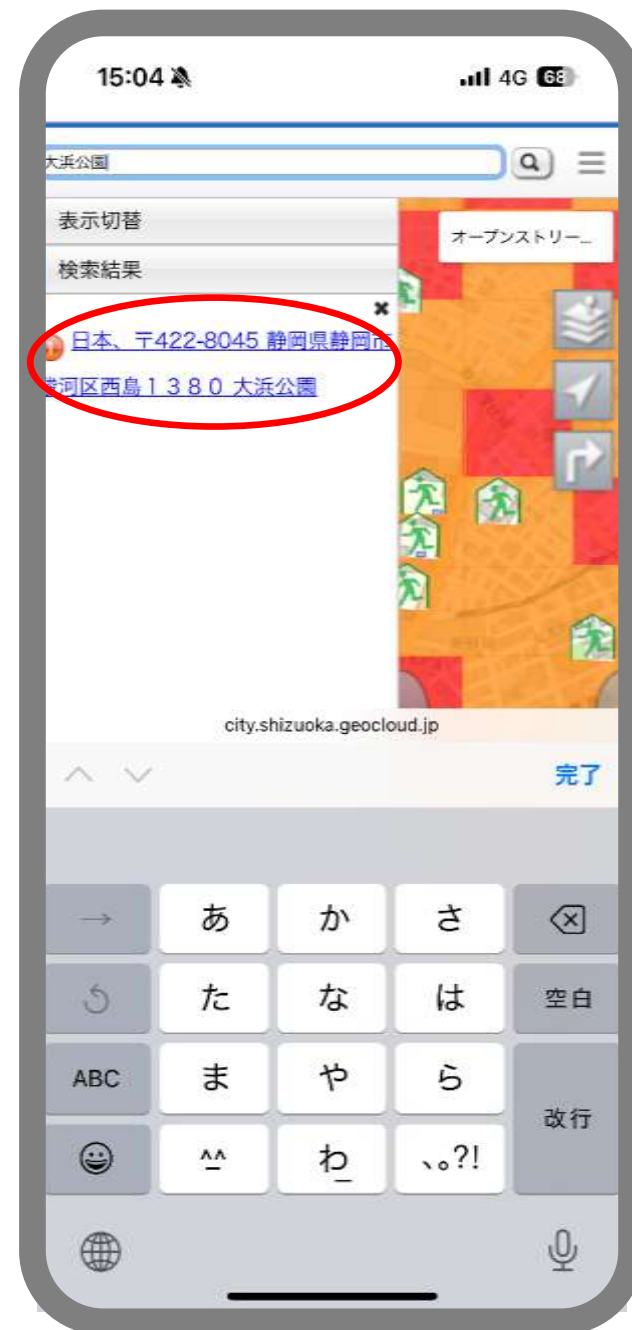 15:04
4G 68
大浜公園
表示切替
オープンストリー...
検索結果
日本、〒422-8045 静岡県静岡市
駿河区西島1380 大浜公園
city.shizuoka.geocloud.jp
完了
→ あ か さ
た な は 空白
ABC ま や ら
改行
^^ わ 、。?!